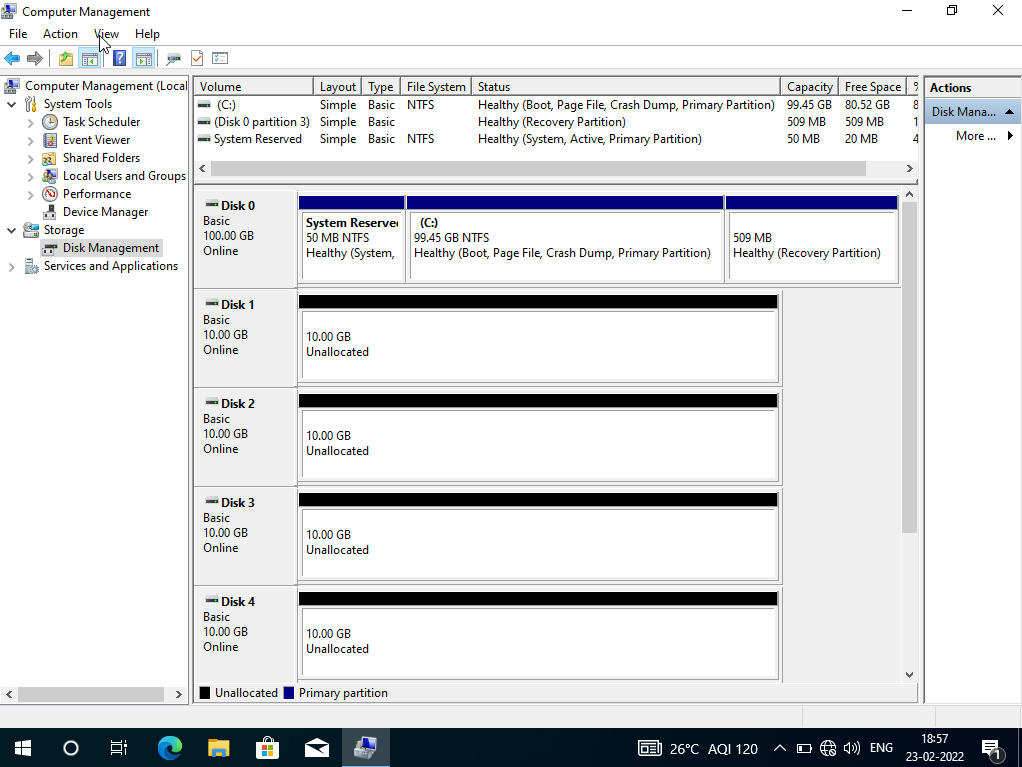 Computer Management
File Action View Help
Computer Management (Local
System Tools
Task Scheduler
Event Viewer
Shared Folders
Local Users and Groups
Performance
Device Manager
Storage
Disk Management
Services and Applications
Volume Layout Type File System Status Capacity Free Space %
(C:) Simple Basic NTFS Healthy (Boot, Page File, Crash Dump, Primary Partition) 99.45 GB 80.52 GB 8
(Disk 0 partition 3) Simple Basic Healthy (Recovery Partition) 509 MB 509 MB 1
System Reserved Simple Basic NTFS Healthy (System, Active, Primary Partition) 50 MB 20 MB 4
Disk 0
Basic
100.00 GB
Online
System Reserve
50 MB NTFS
Healthy (System,
(C:)
99.45 GB NTFS
Healthy (Boot, Page File, Crash Dump, Primary Partition)
509 MB
Healthy (Recovery Partition)
Disk 1
Basic
10.00 GB
Online
10.00 GB
Unallocated
Disk 2
Basic
10.00 GB
Online
10.00 GB
Unallocated
Disk 3
Basic
10.00 GB
Online
10.00 GB
Unallocated
Disk 4
Basic
10.00 GB
Online
10.00 GB
Unallocated
Unallocated Primary partition
Actions
Disk Mana...
More ...
26°C AQI 120
ENG
18:57
23-02-2022
1